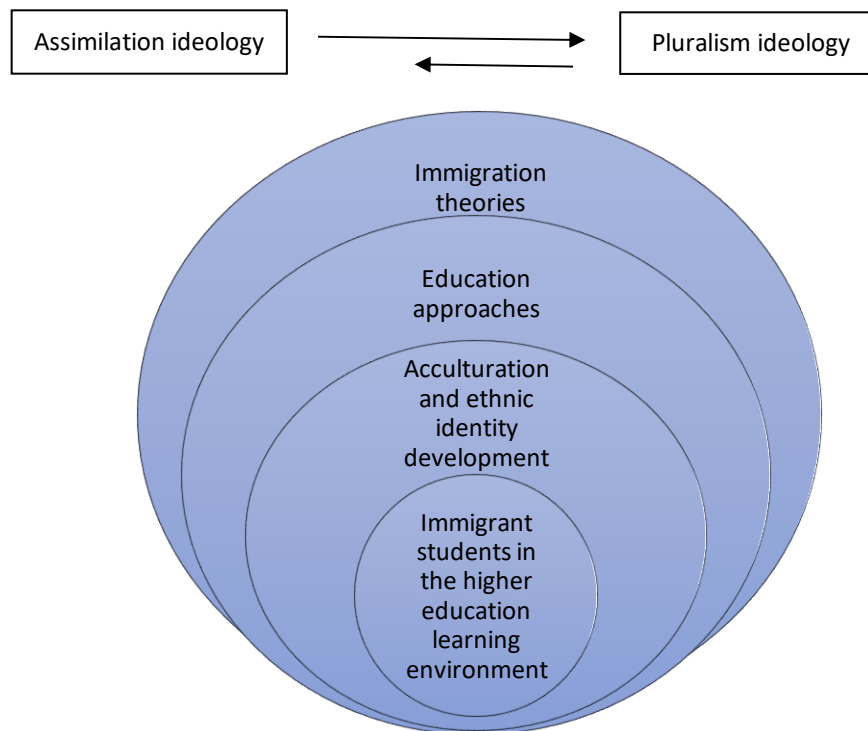 Assimilation ideology
Pluralism ideology
Immigration
theories
Education
approaches
Acculturation
and ethnic
identity
development
Immigrant
students in
the higher
education
learning
environment